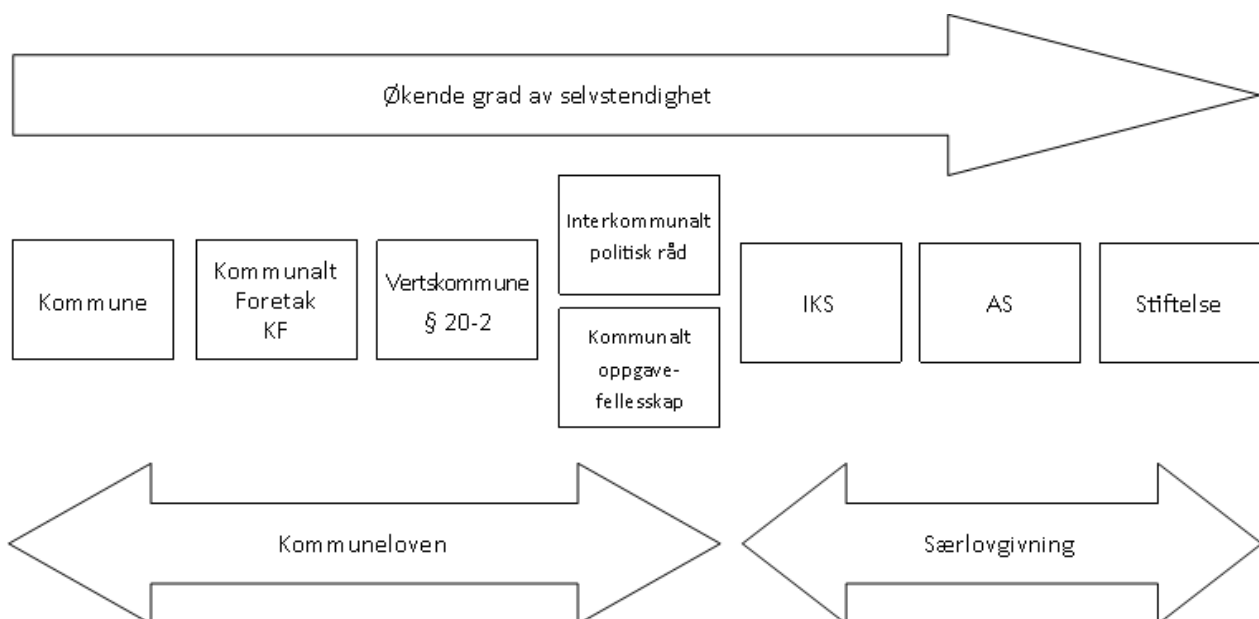 Økende grad av selvstendighet
Kommune
Kommunalt
Foretak
KF
Vertskommune
§ 20-2
Interkommunalt
politisk råd
Kommunalt
oppgave-
fellesskap
IKS
AS
Stiftelse
Kommuneloven
Særlovgivning